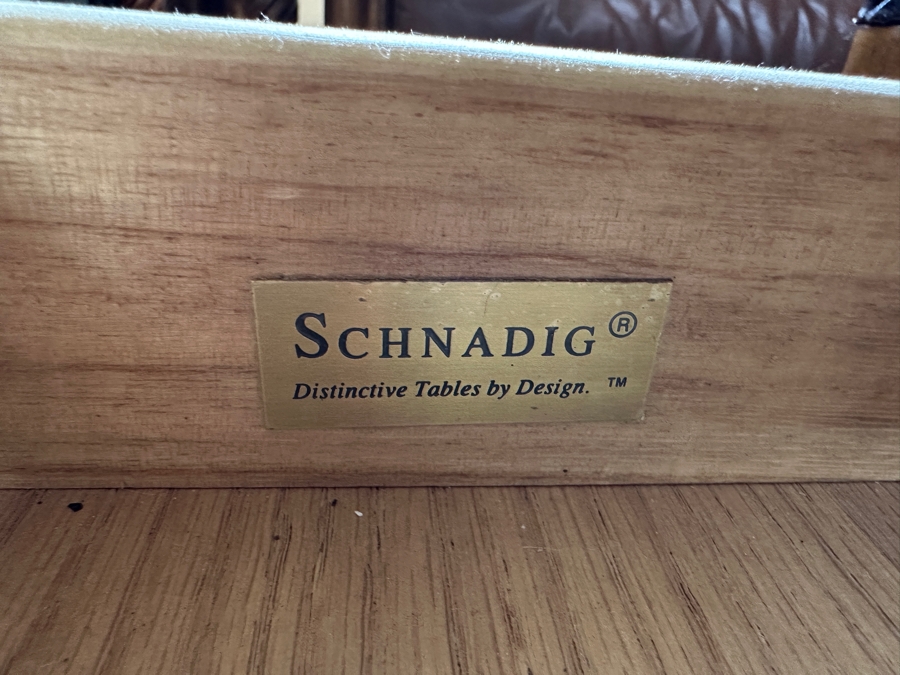 SCHNADIG®
Distinctive Tables by Design. ™